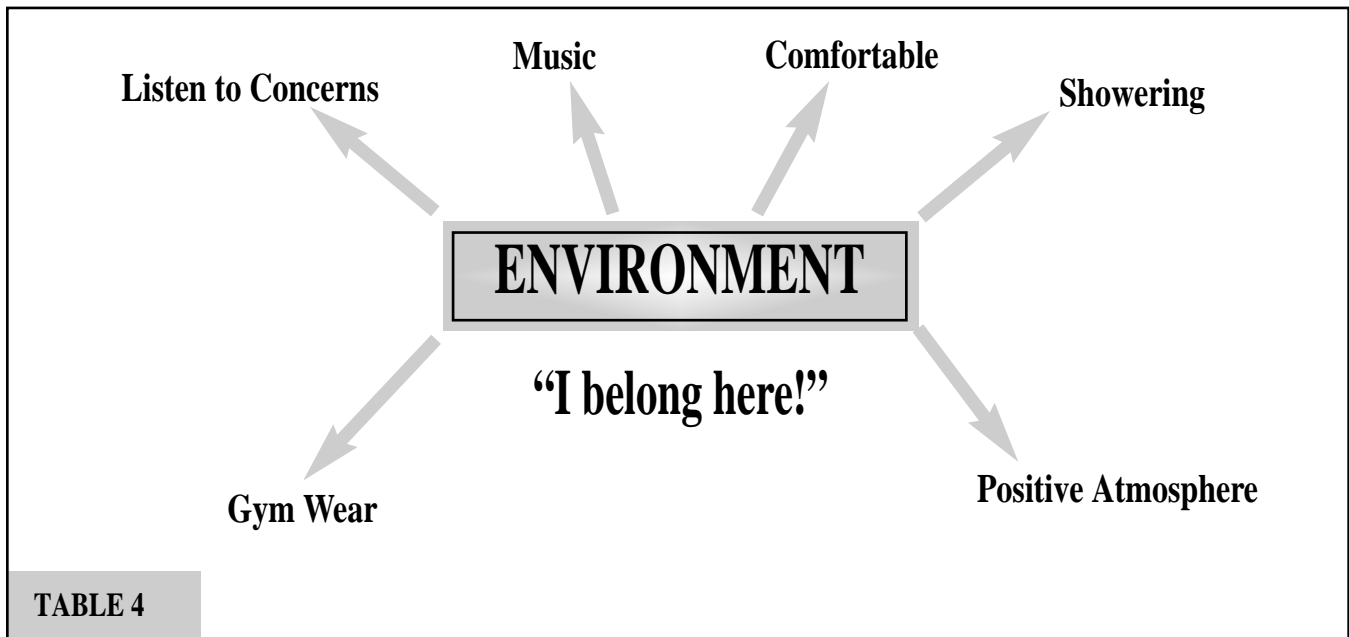 Music
Comfortable
Listen to Concerns
Showering
ENVIRONMENT
“I belong here!”
Gym Wear
Positive Atmosphere
TABLE 4